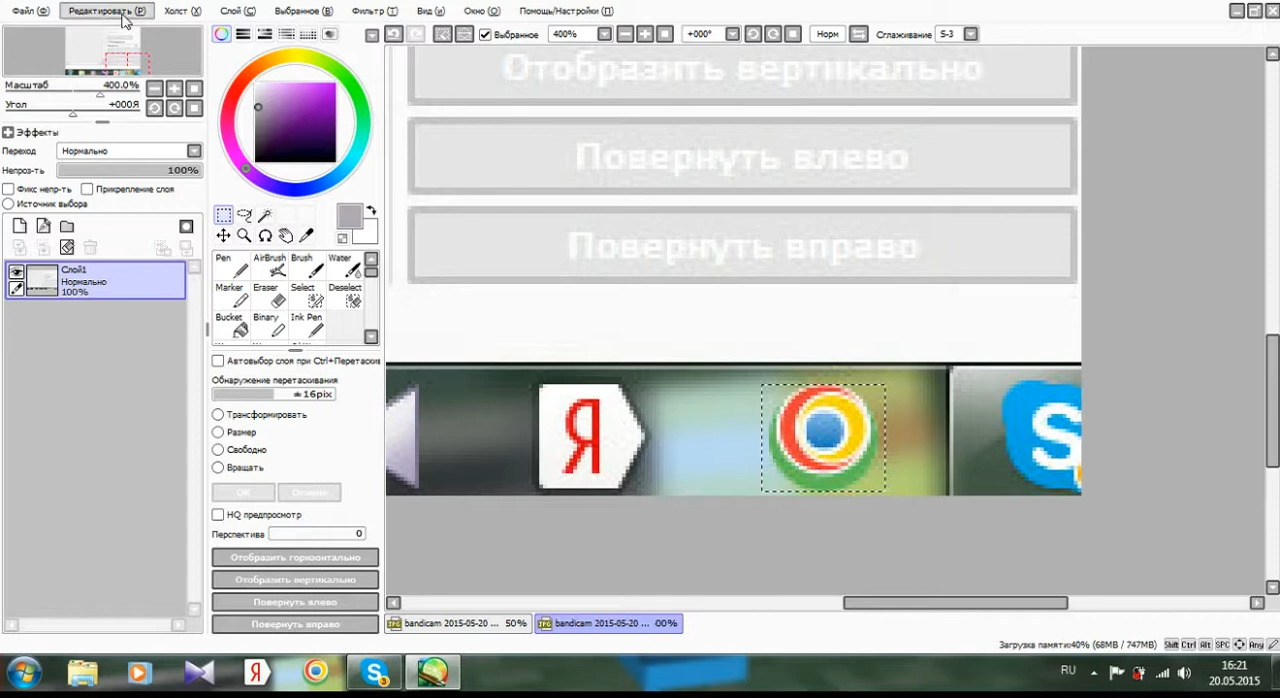 Файл (Ф) Редактировать (Р) Холст (Х) Слой (С) Выбранное (В) Фильтр (Т) Вид (и) Окно (О) Помощь/Настройки (П)
Выбранное 400% +000° Норм Сглаживание S-3
Масштаб 400.0%
Угол +000Я
Эффекты
Переход Нормально
Непроз-ть 100%
Фикс непр-ть Прикрепление слоя
Источник выбора
Слой1
Нормально
100%
Pen AirBrush Brush Water
Marker Eraser Select Deselect
Bucket Binary Ink Pen
Автовыбор слоя при Ctrl+Перетаски
Обнаружение перетаскивания
16pix
Трансформировать
Размер
Свободно
Вращать
OK Отмена
HQ предпросмотр
Перспектива 0
Отобразить горизонтально
Отобразить вертикально
Повернуть влево
Повернуть вправо
Отобразить вертикально
Повернуть влево
Повернуть вправо
Я
S
bandicam 2015-05-20 ... 50% bandicam 2015-05-20 ... 00%
Загрузка памяти:40% (68MB / 747MB) Shift Ctrl Alt SPC Any
Я S 3 RU 16:21
20.05.2015